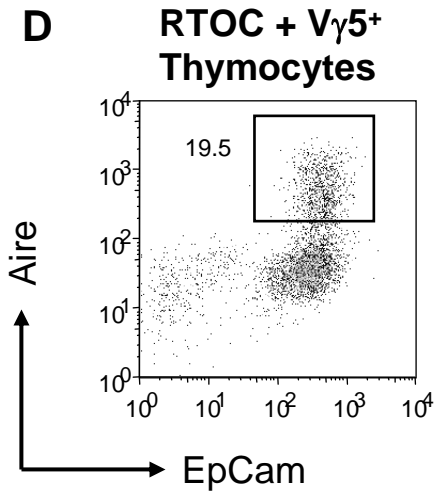 D
RTOC + Vγ5⁺
Thymocytes
10⁴
19.5
10³
10²
10¹
10⁰
10⁰ 10¹ 10² 10³ 10⁴
Aire
EpCam